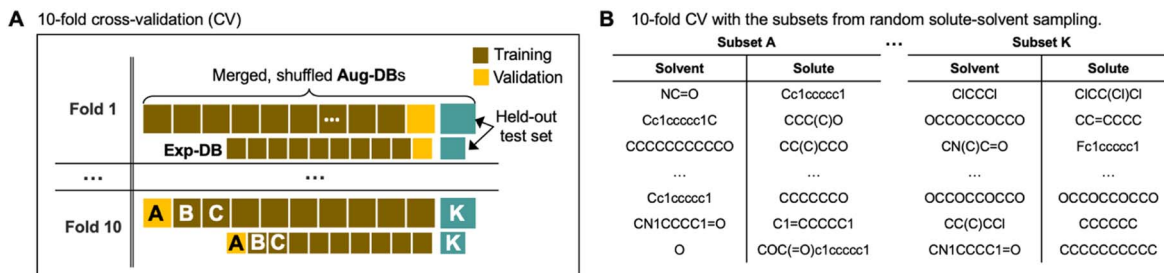 A 10-fold cross-validation (CV)
Training
Validation
Merged, shuffled Aug-DBs
Fold 1
...
Held-out
test set
Exp-DB
... ...
Fold 10
A B C K
A B C K
B 10-fold CV with the subsets from random solute-solvent sampling.
Subset A ... Subset K
Solvent Solute Solvent Solute
NC=O Cc1ccccc1 ClCCCl ClCC(Cl)Cl
Cc1ccccc1C CCC(C)O OCCOCCOCCO CC=CCCC
CCCCCCCCCCO CC(C)CCO CN(C)C=O Fc1ccccc1
... ... ... ...
Cc1ccccc1 CCCCCCO OCCOCCOCCO OCCOCCOCCO
CN1CCCC1=O C1=CCCCC1 CC(C)CCl CCCCCC
O COC(=O)c1ccccc1 CN1CCCC1=O CCCCCCCCCC